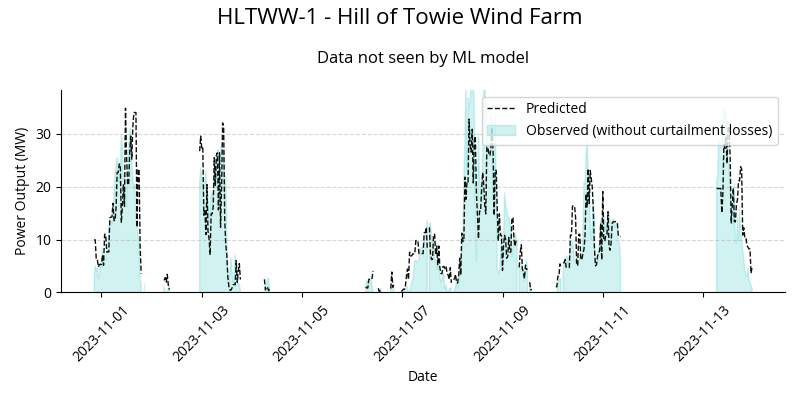 HLTWW-1 - Hill of Towie Wind Farm
Data not seen by ML model
Power Output (MW)
30
20
10
0
Predicted
Observed (without curtailment losses)
2023-11-01
2023-11-03
2023-11-05
2023-11-07
2023-11-09
2023-11-11
2023-11-13
Date